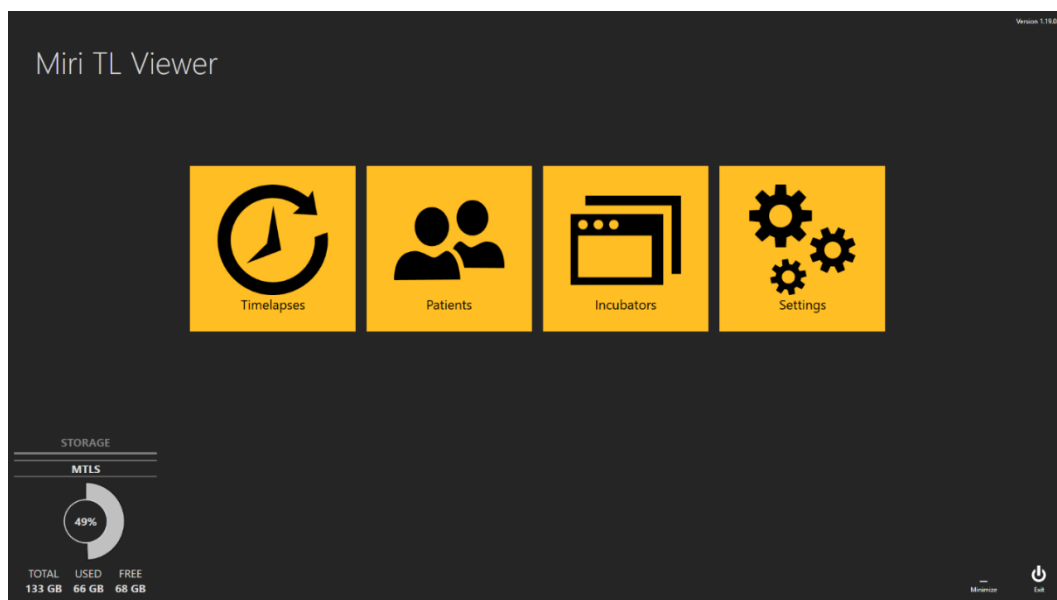 Version 1.19.0
Miri TL Viewer
Timelapses
Patients
Incubators
Settings
STORAGE
MTLS
49%
TOTAL USED FREE
133 GB 66 GB 68 GB
Minimize
Exit